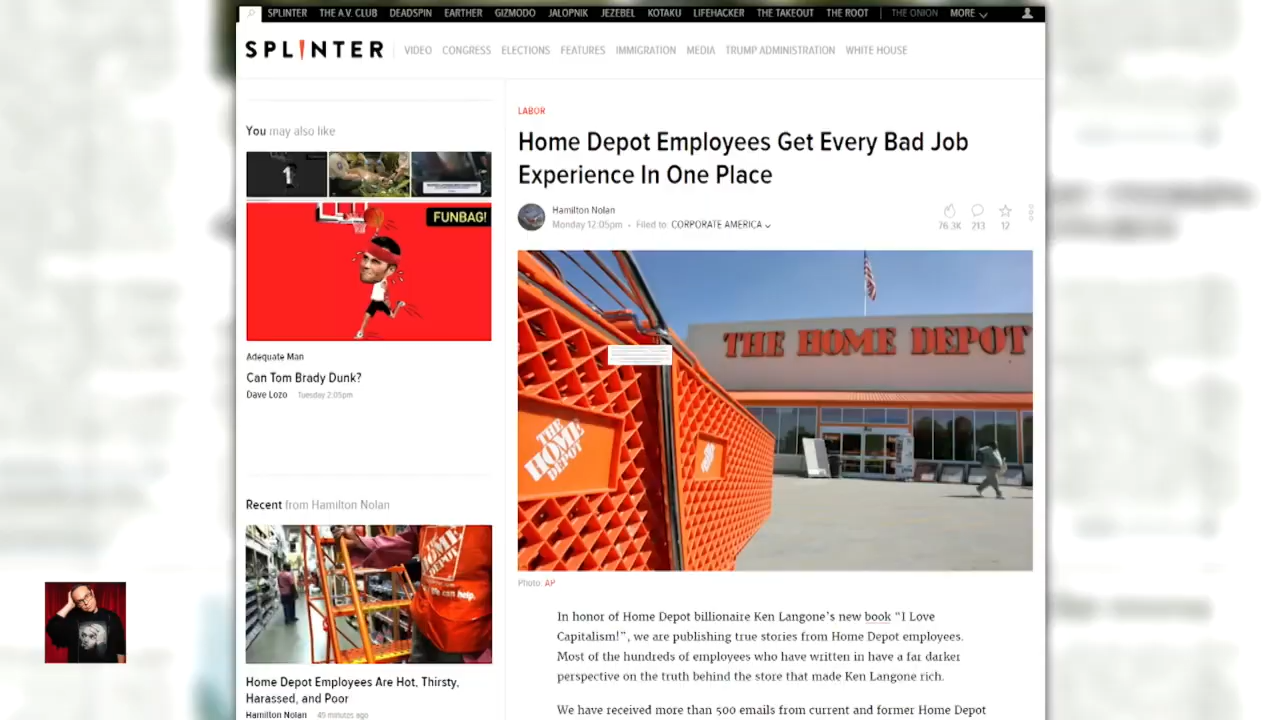 SPLINTER THE A.V. CLUB DEADSPIN EARTHER GIZMODO JALOPNIK JEZEBEL KOTAKU LIFEHACKER THE TAKEOUT THE ROOT THE ONION MORE
SPLINTER VIDEO CONGRESS ELECTIONS FEATURES IMMIGRATION MEDIA TRUMP ADMINISTRATION WHITE HOUSE
You may also like
1
FUNBAG!
Adequate Man
Can Tom Brady Dunk?
Dave Lozo Tuesday 2:05pm
Recent from Hamilton Nolan
THE HOME DEPOT
Home Depot Employees Are Hot, Thirsty,
Harassed, and Poor
Hamilton Nolan 49 minutes ago
LABOR
Home Depot Employees Get Every Bad Job
Experience In One Place
Hamilton Nolan
Monday 12:05pm • Filed to: CORPORATE AMERICA
76.3K 213 12
THE HOME DEPOT
THE HOME DEPOT
Photo: AP
In honor of Home Depot billionaire Ken Langone's new book "I Love
Capitalism!", we are publishing true stories from Home Depot employees.
Most of the hundreds of employees who have written in have a far darker
perspective on the truth behind the store that made Ken Langone rich.
We have received more than 500 emails from current and former Home Depot